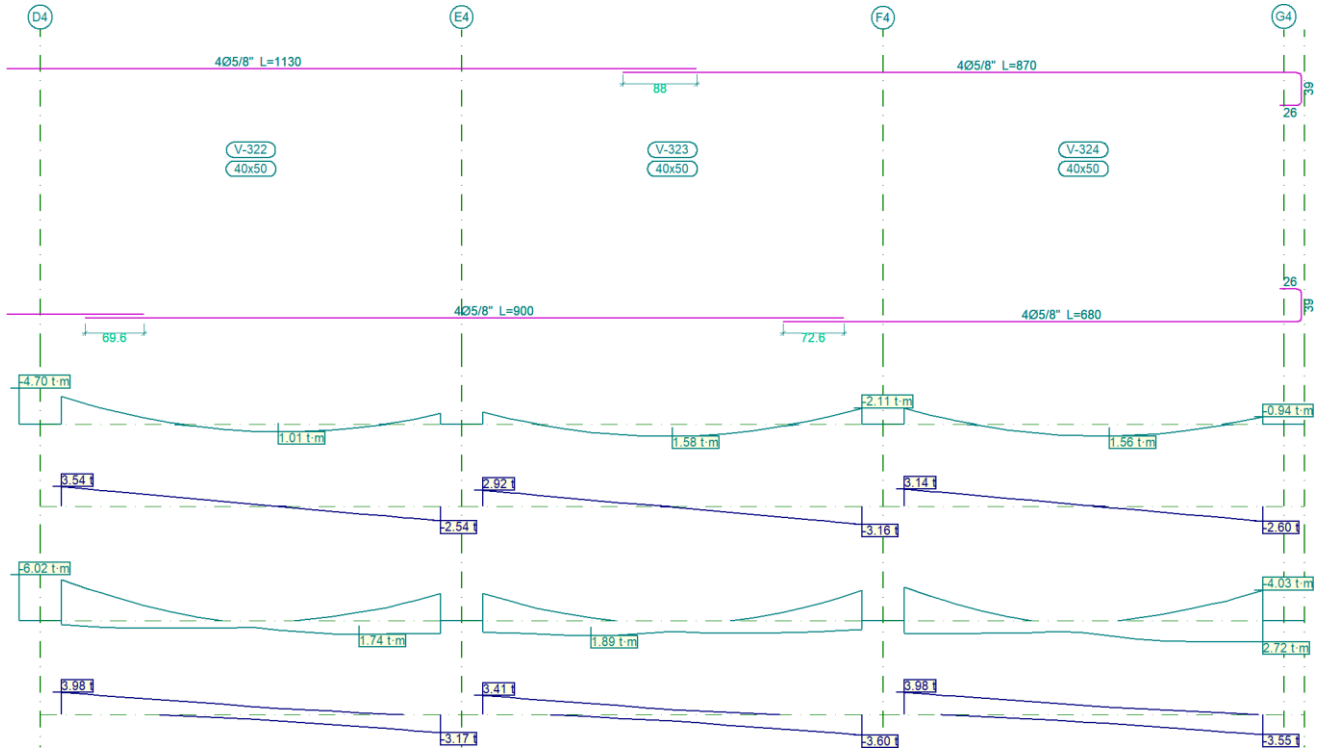 D4 E4 F4 G4
4Ø5/8" L=1130 4Ø5/8" L=870
88 39
26
V-322 V-323 V-324
40x50 40x50 40x50
26
39
4Ø5/8" L=900 4Ø5/8" L=680
69.6 72.6
-4.70 t·m -2.11 t·m -0.94 t·m
1.01 t·m 1.58 t·m 1.56 t·m
3.54 t 2.92 t 3.14 t
-2.54 t -3.16 t -2.60 t
-6.02 t·m -4.03 t·m
1.74 t·m 1.89 t·m 2.72 t·m
3.98 t 3.41 t 3.98 t
-3.17 t -3.60 t -3.55 t